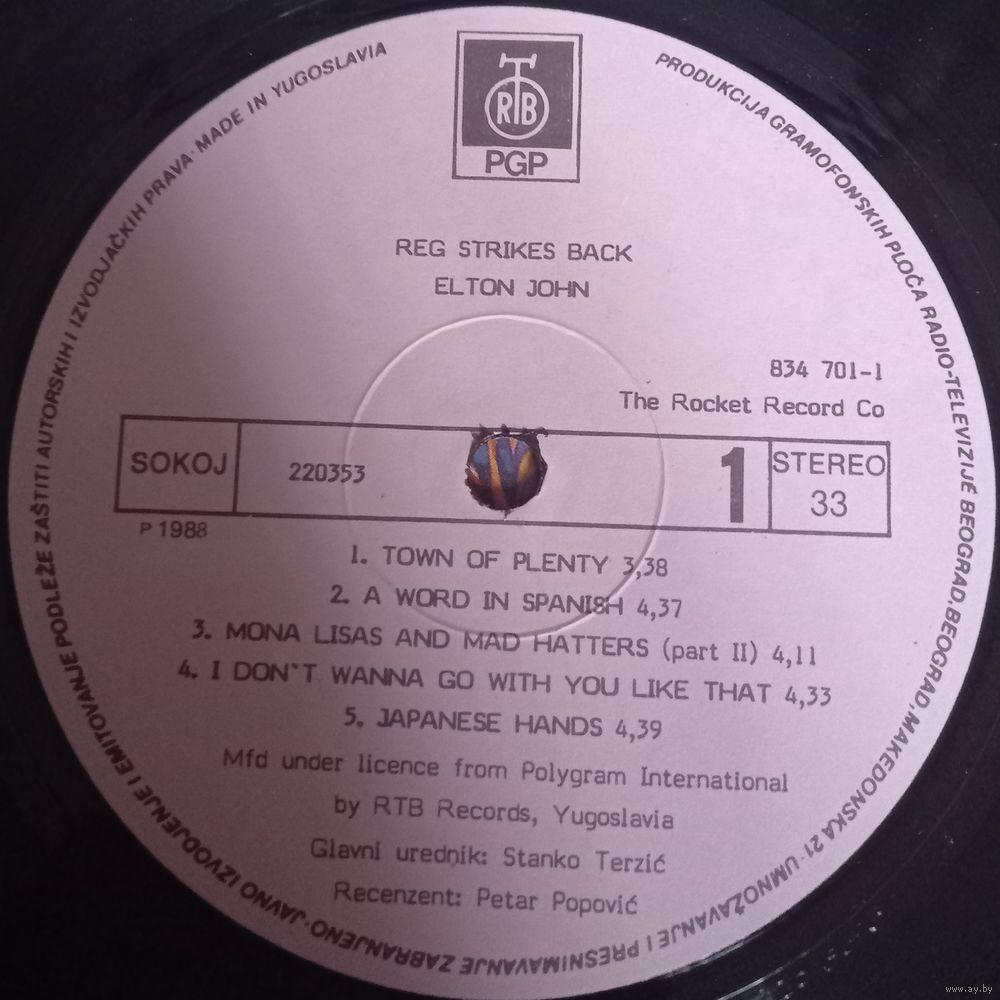 PRODUKCIJA GRAMOFONSKIH PLOČA RADIO-TELEVIZIJE BEOGRAD, BEOGRAD, MAKEDONSKA 21 · UMNOŽAVANJE I PRESNIMAVANJE ZABRANJENO · JAVNO IZVODJENJE I EMITOVANJE PODLEŽE ZAŠTITI AUTORSKIH I IZVODJAČKIH PRAVA · MADE IN YUGOSLAVIA
RTB
PGP
REG STRIKES BACK
ELTON JOHN
834 701-1
The Rocket Record Co
SOKOJ 220353 1 STEREO 33
P 1988
1. TOWN OF PLENTY 3,38
2. A WORD IN SPANISH 4,37
3. MONA LISAS AND MAD HATTERS (part II) 4,11
4. I DON'T WANNA GO WITH YOU LIKE THAT 4,33
5. JAPANESE HANDS 4,39
Mfd under licence from Polygram International
by RTB Records, Yugoslavia
Glavni urednik: Stanko Terzić
Recenzent: Petar Popović
www.ay.by